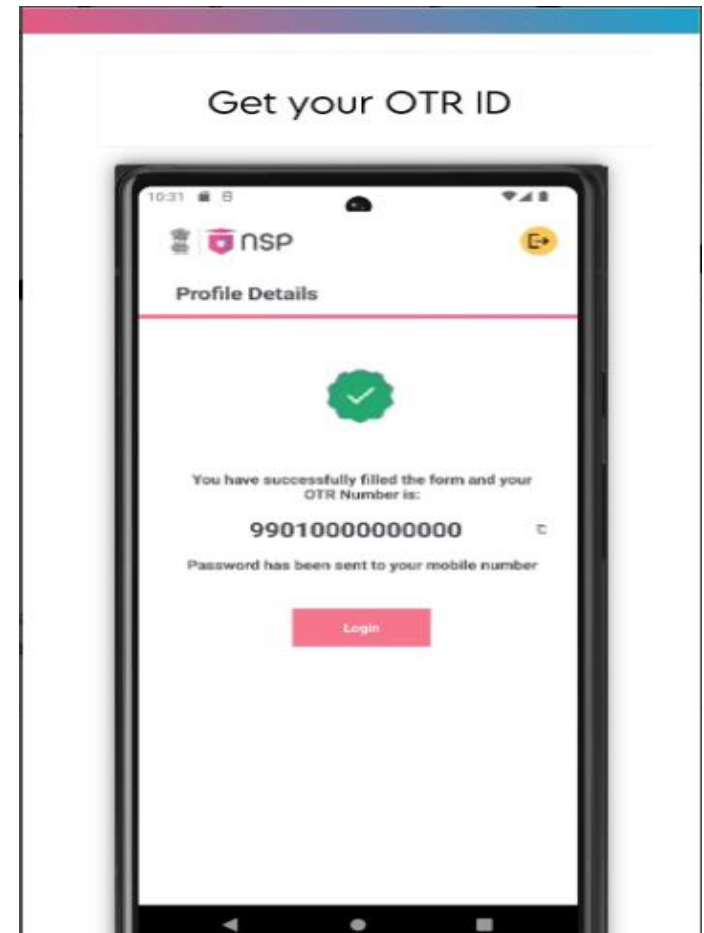 Get your OTR ID
10:31
NSP
Profile Details
You have successfully filled the form and your
OTR Number is:
99010000000000
Password has been sent to your mobile number
Login